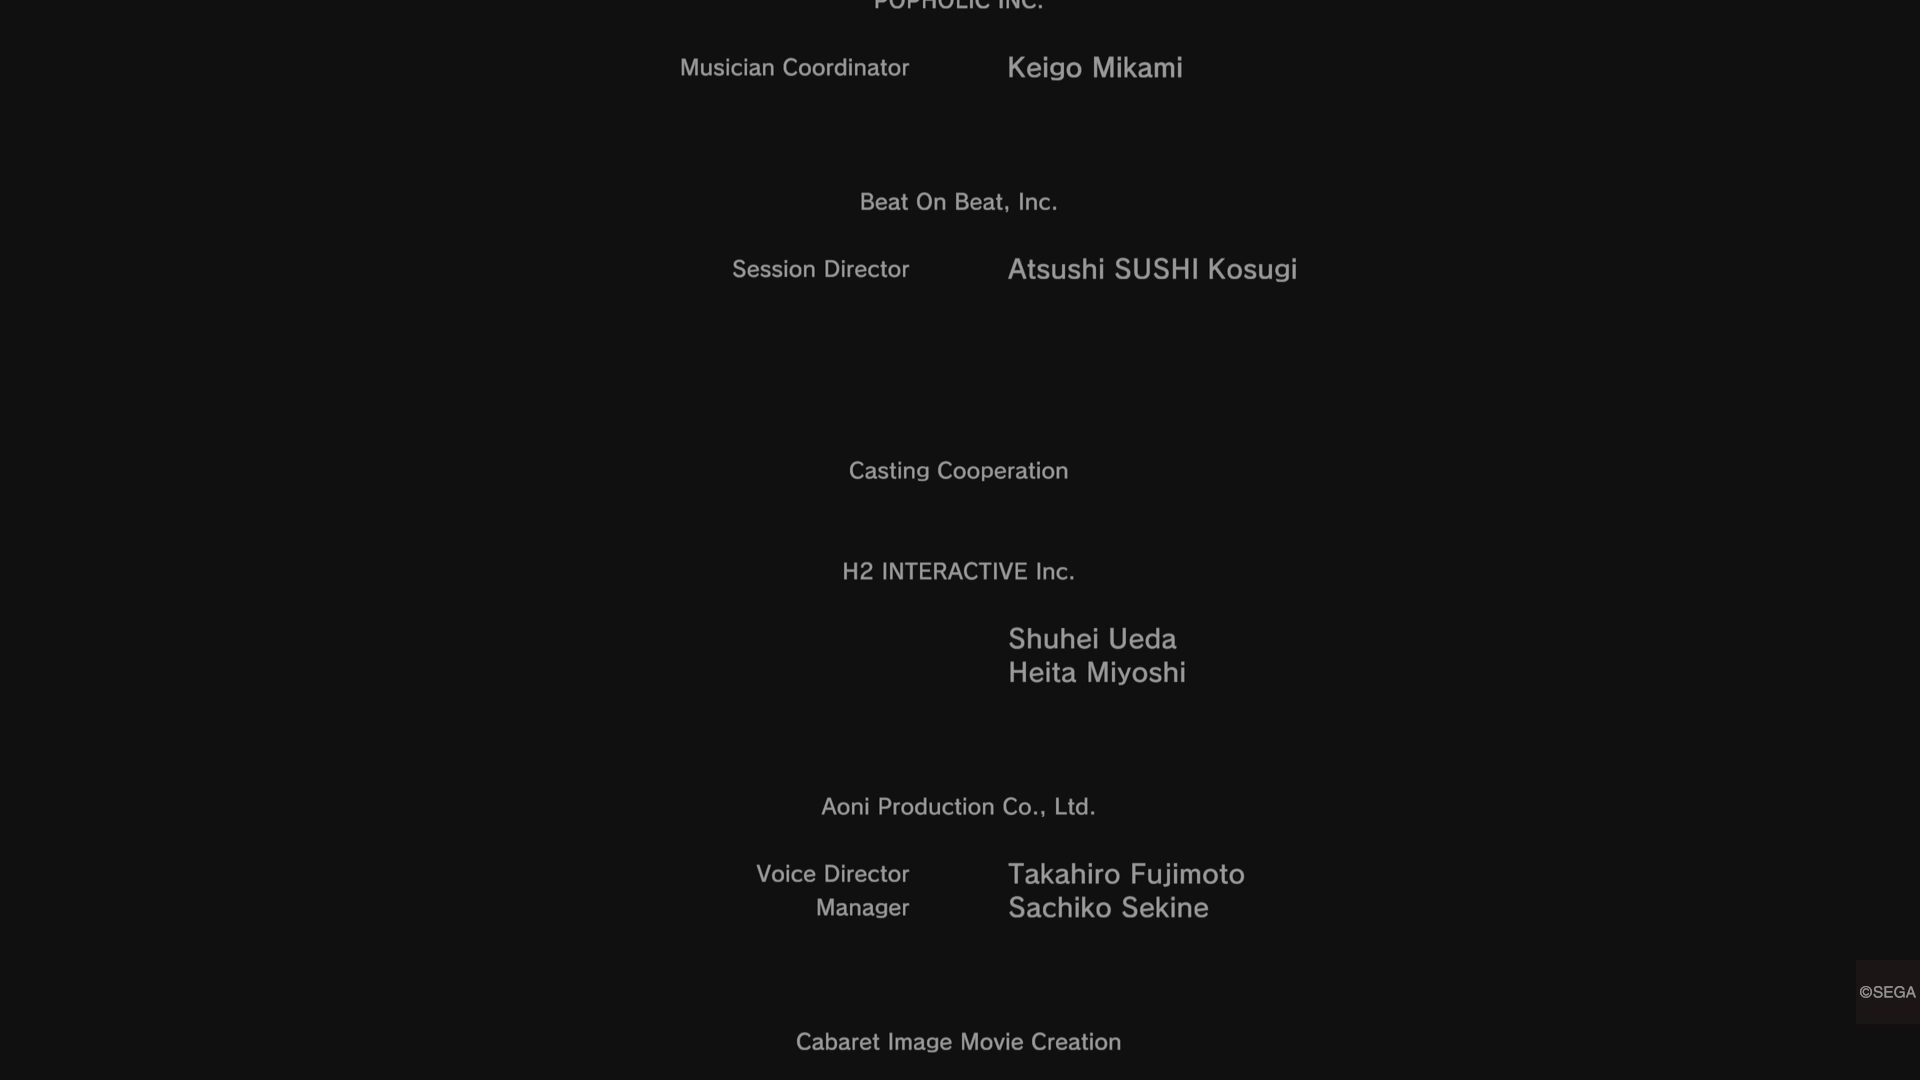 POPHOLIC INC.
Musician Coordinator Keigo Mikami
Beat On Beat, Inc.
Session Director Atsushi SUSHI Kosugi
Casting Cooperation
H2 INTERACTIVE Inc.
Shuhei Ueda
Heita Miyoshi
Aoni Production Co., Ltd.
Voice Director Takahiro Fujimoto
Manager Sachiko Sekine
©SEGA
Cabaret Image Movie Creation